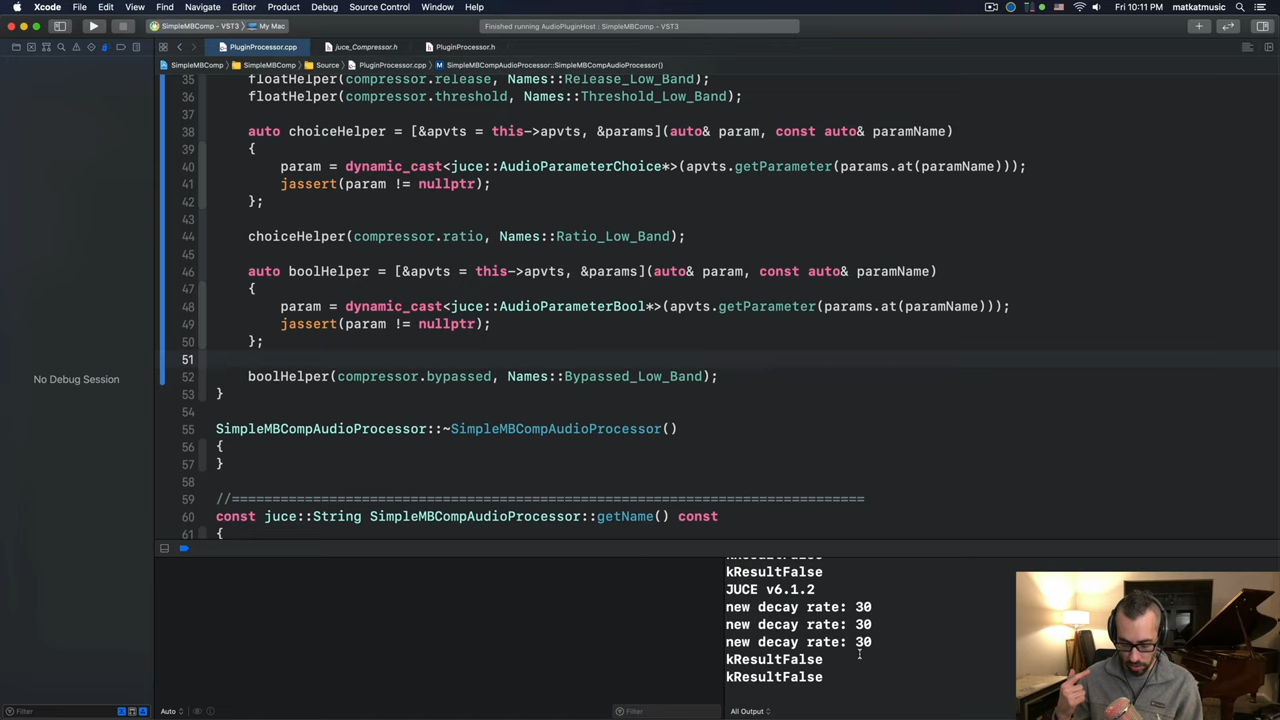 Xcode File Edit View Find Navigate Editor Product Debug Source Control Window Help
Fri 10:11 PM matkatmusic
SimpleMBComp - VST3 My Mac
Finished running AudioPluginHost : SimpleMBComp - VST3
PluginProcessor.cpp juce_Compressor.h PluginProcessor.h
SimpleMBComp SimpleMBComp Source PluginProcessor.cpp SimpleMBCompAudioProcessor::SimpleMBCompAudioProcessor()
35 floatHelper(compressor.release, Names::Release_Low_Band);
36 floatHelper(compressor.threshold, Names::Threshold_Low_Band);
37
38 auto choiceHelper = [&apvts = this->apvts, &params](auto& param, const auto& paramName)
39 {
40 param = dynamic_cast<juce::AudioParameterChoice*>(apvts.getParameter(params.at(paramName)));
41 jassert(param != nullptr);
42 };
43
44 choiceHelper(compressor.ratio, Names::Ratio_Low_Band);
45
46 auto boolHelper = [&apvts = this->apvts, &params](auto& param, const auto& paramName)
47 {
48 param = dynamic_cast<juce::AudioParameterBool*>(apvts.getParameter(params.at(paramName)));
49 jassert(param != nullptr);
50 };
51
52 boolHelper(compressor.bypassed, Names::Bypassed_Low_Band);
53 }
54
55 SimpleMBCompAudioProcessor::~SimpleMBCompAudioProcessor()
56 {
57 }
58
59 //==============================================================================
60 const juce::String SimpleMBCompAudioProcessor::getName() const
61 {
No Debug Session
kResultFalse
kResultFalse
JUCE v6.1.2
new decay rate: 30
new decay rate: 30
new decay rate: 30
kResultFalse
kResultFalse
Filter Auto Filter All Output